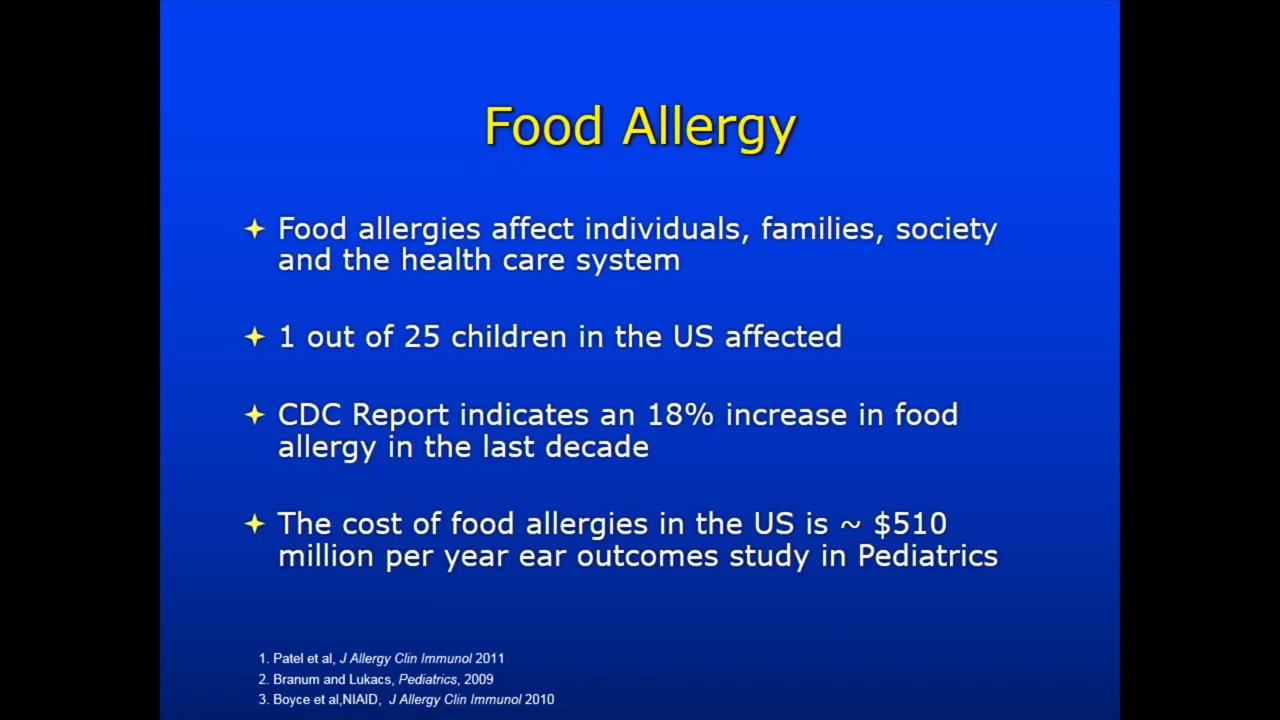 Food Allergy
Food allergies affect individuals, families, society
and the health care system
1 out of 25 children in the US affected
CDC Report indicates an 18% increase in food
allergy in the last decade
The cost of food allergies in the US is ~ $510
million per year ear outcomes study in Pediatrics
1. Patel et al, J Allergy Clin Immunol 2011
2. Branum and Lukacs, Pediatrics, 2009
3. Boyce et al,NIAID, J Allergy Clin Immunol 2010